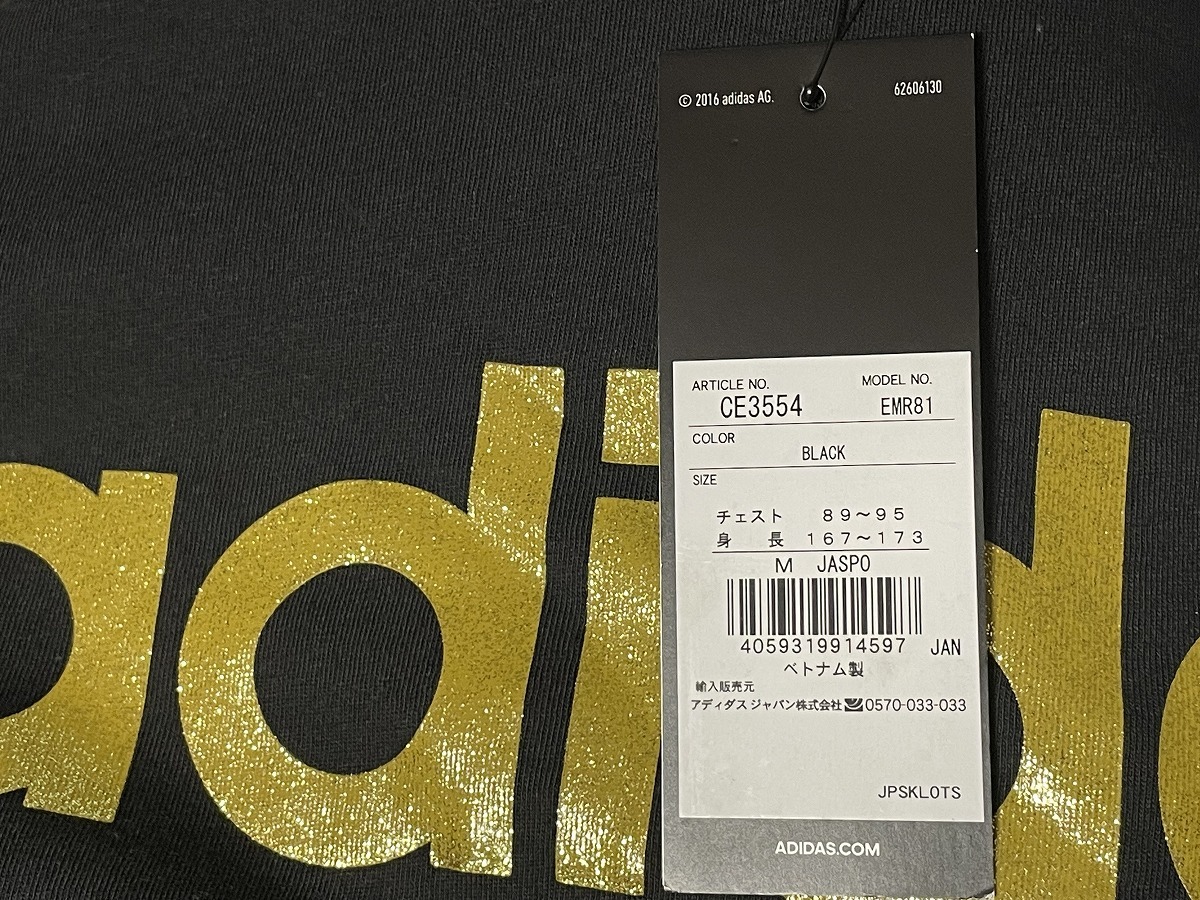 © 2016 adidas AG.
62606130
ARTICLE NO. MODEL NO.
CE3554 EMR81
COLOR
BLACK
SIZE
チェスト 89～95
身 長 167～173
M JASPO
4059319914597 JAN
ベトナム製
輸入販売元
アディダス ジャパン株式会社 0570-033-033
JPSKLOTS
ADIDAS.COM
adid